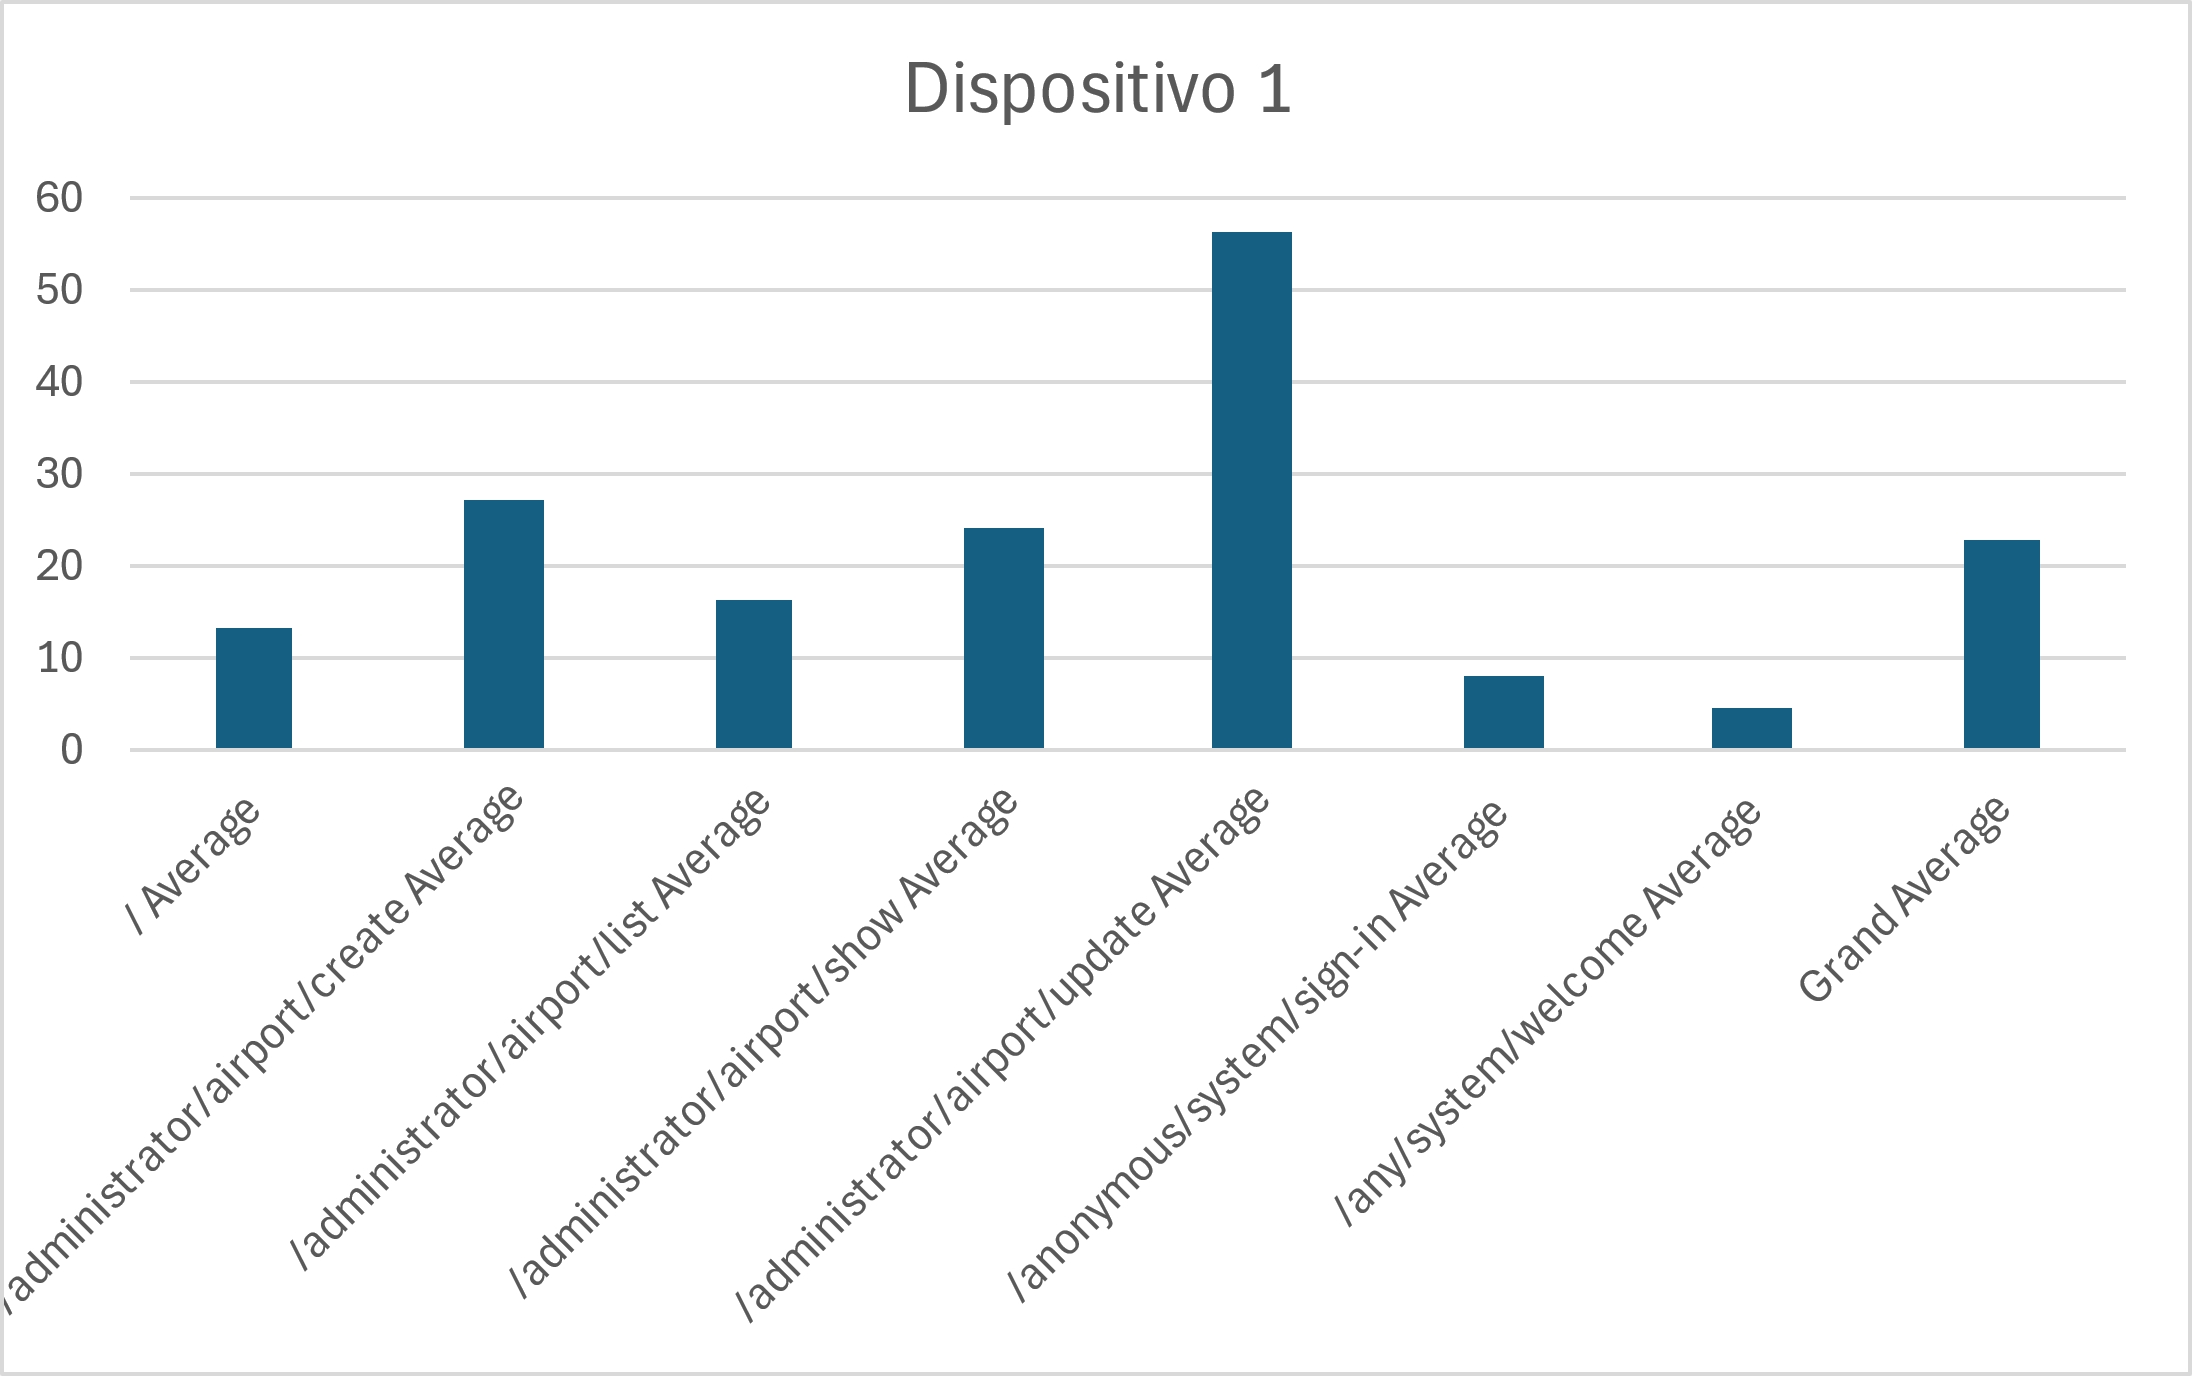 Dispositivo 1
60
50
40
30
20
10
0
/ Average
/administrator/airport/create Average
/administrator/airport/list Average
/administrator/airport/show Average
/administrator/airport/update Average
/anonymous/system/sign-in Average
/any/system/welcome Average
Grand Average